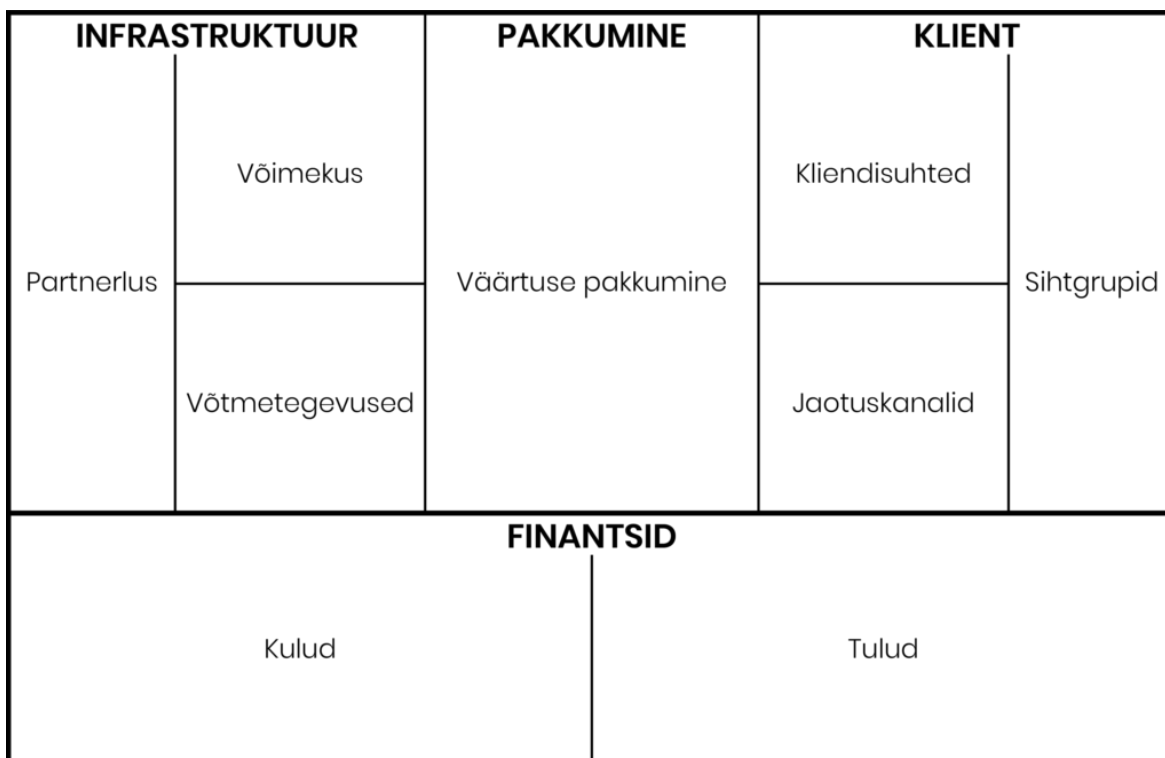 INFRASTRUKTUUR
PAKKUMINE
KLIENT
Partnerlus
Võimekus
Võtmetegevused
Väärtuse pakkumine
Kliendisuhted
Jaotuskanalid
Sihtgrupid
FINANTSID
Kulud
Tulud